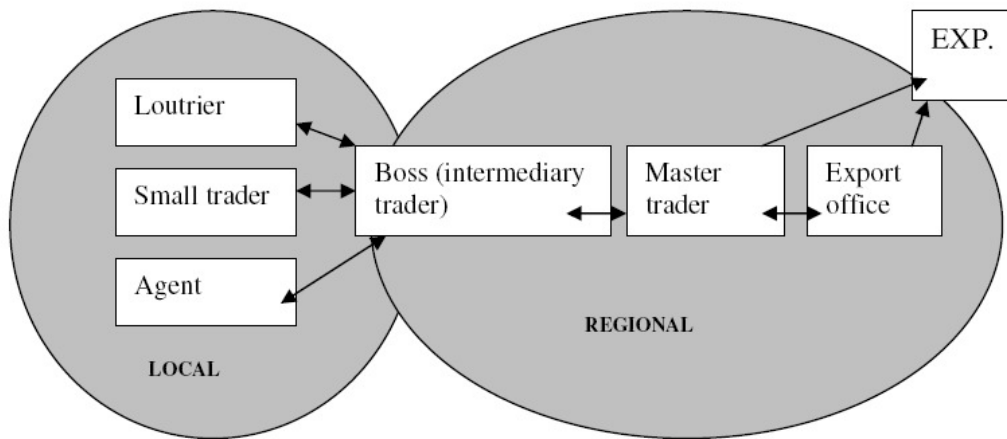 EXP.
Loutrier
Small trader
Agent
Boss (intermediary
trader)
Master
trader
Export
office
REGIONAL
LOCAL